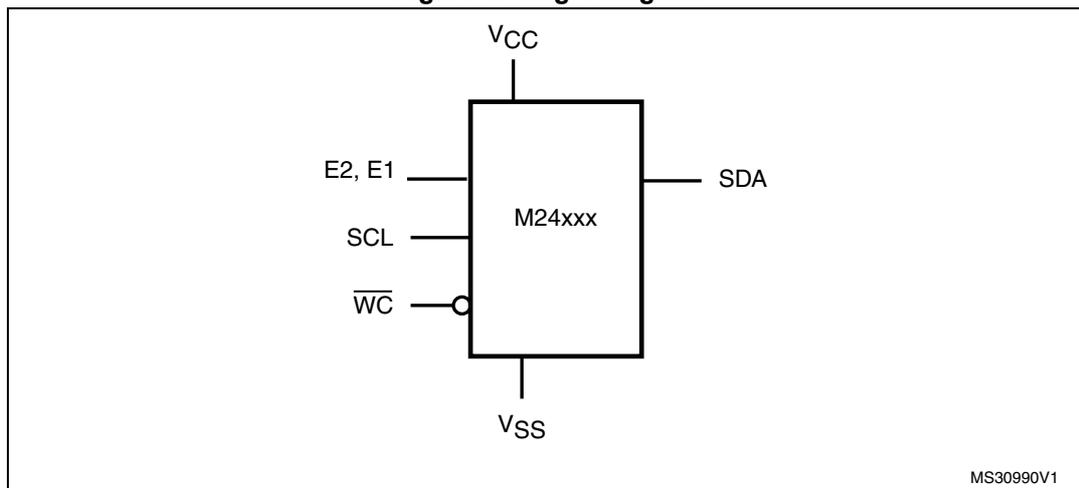 VCC
E2, E1
SDA
M24xxx
SCL
WC
VSS
MS30990V1